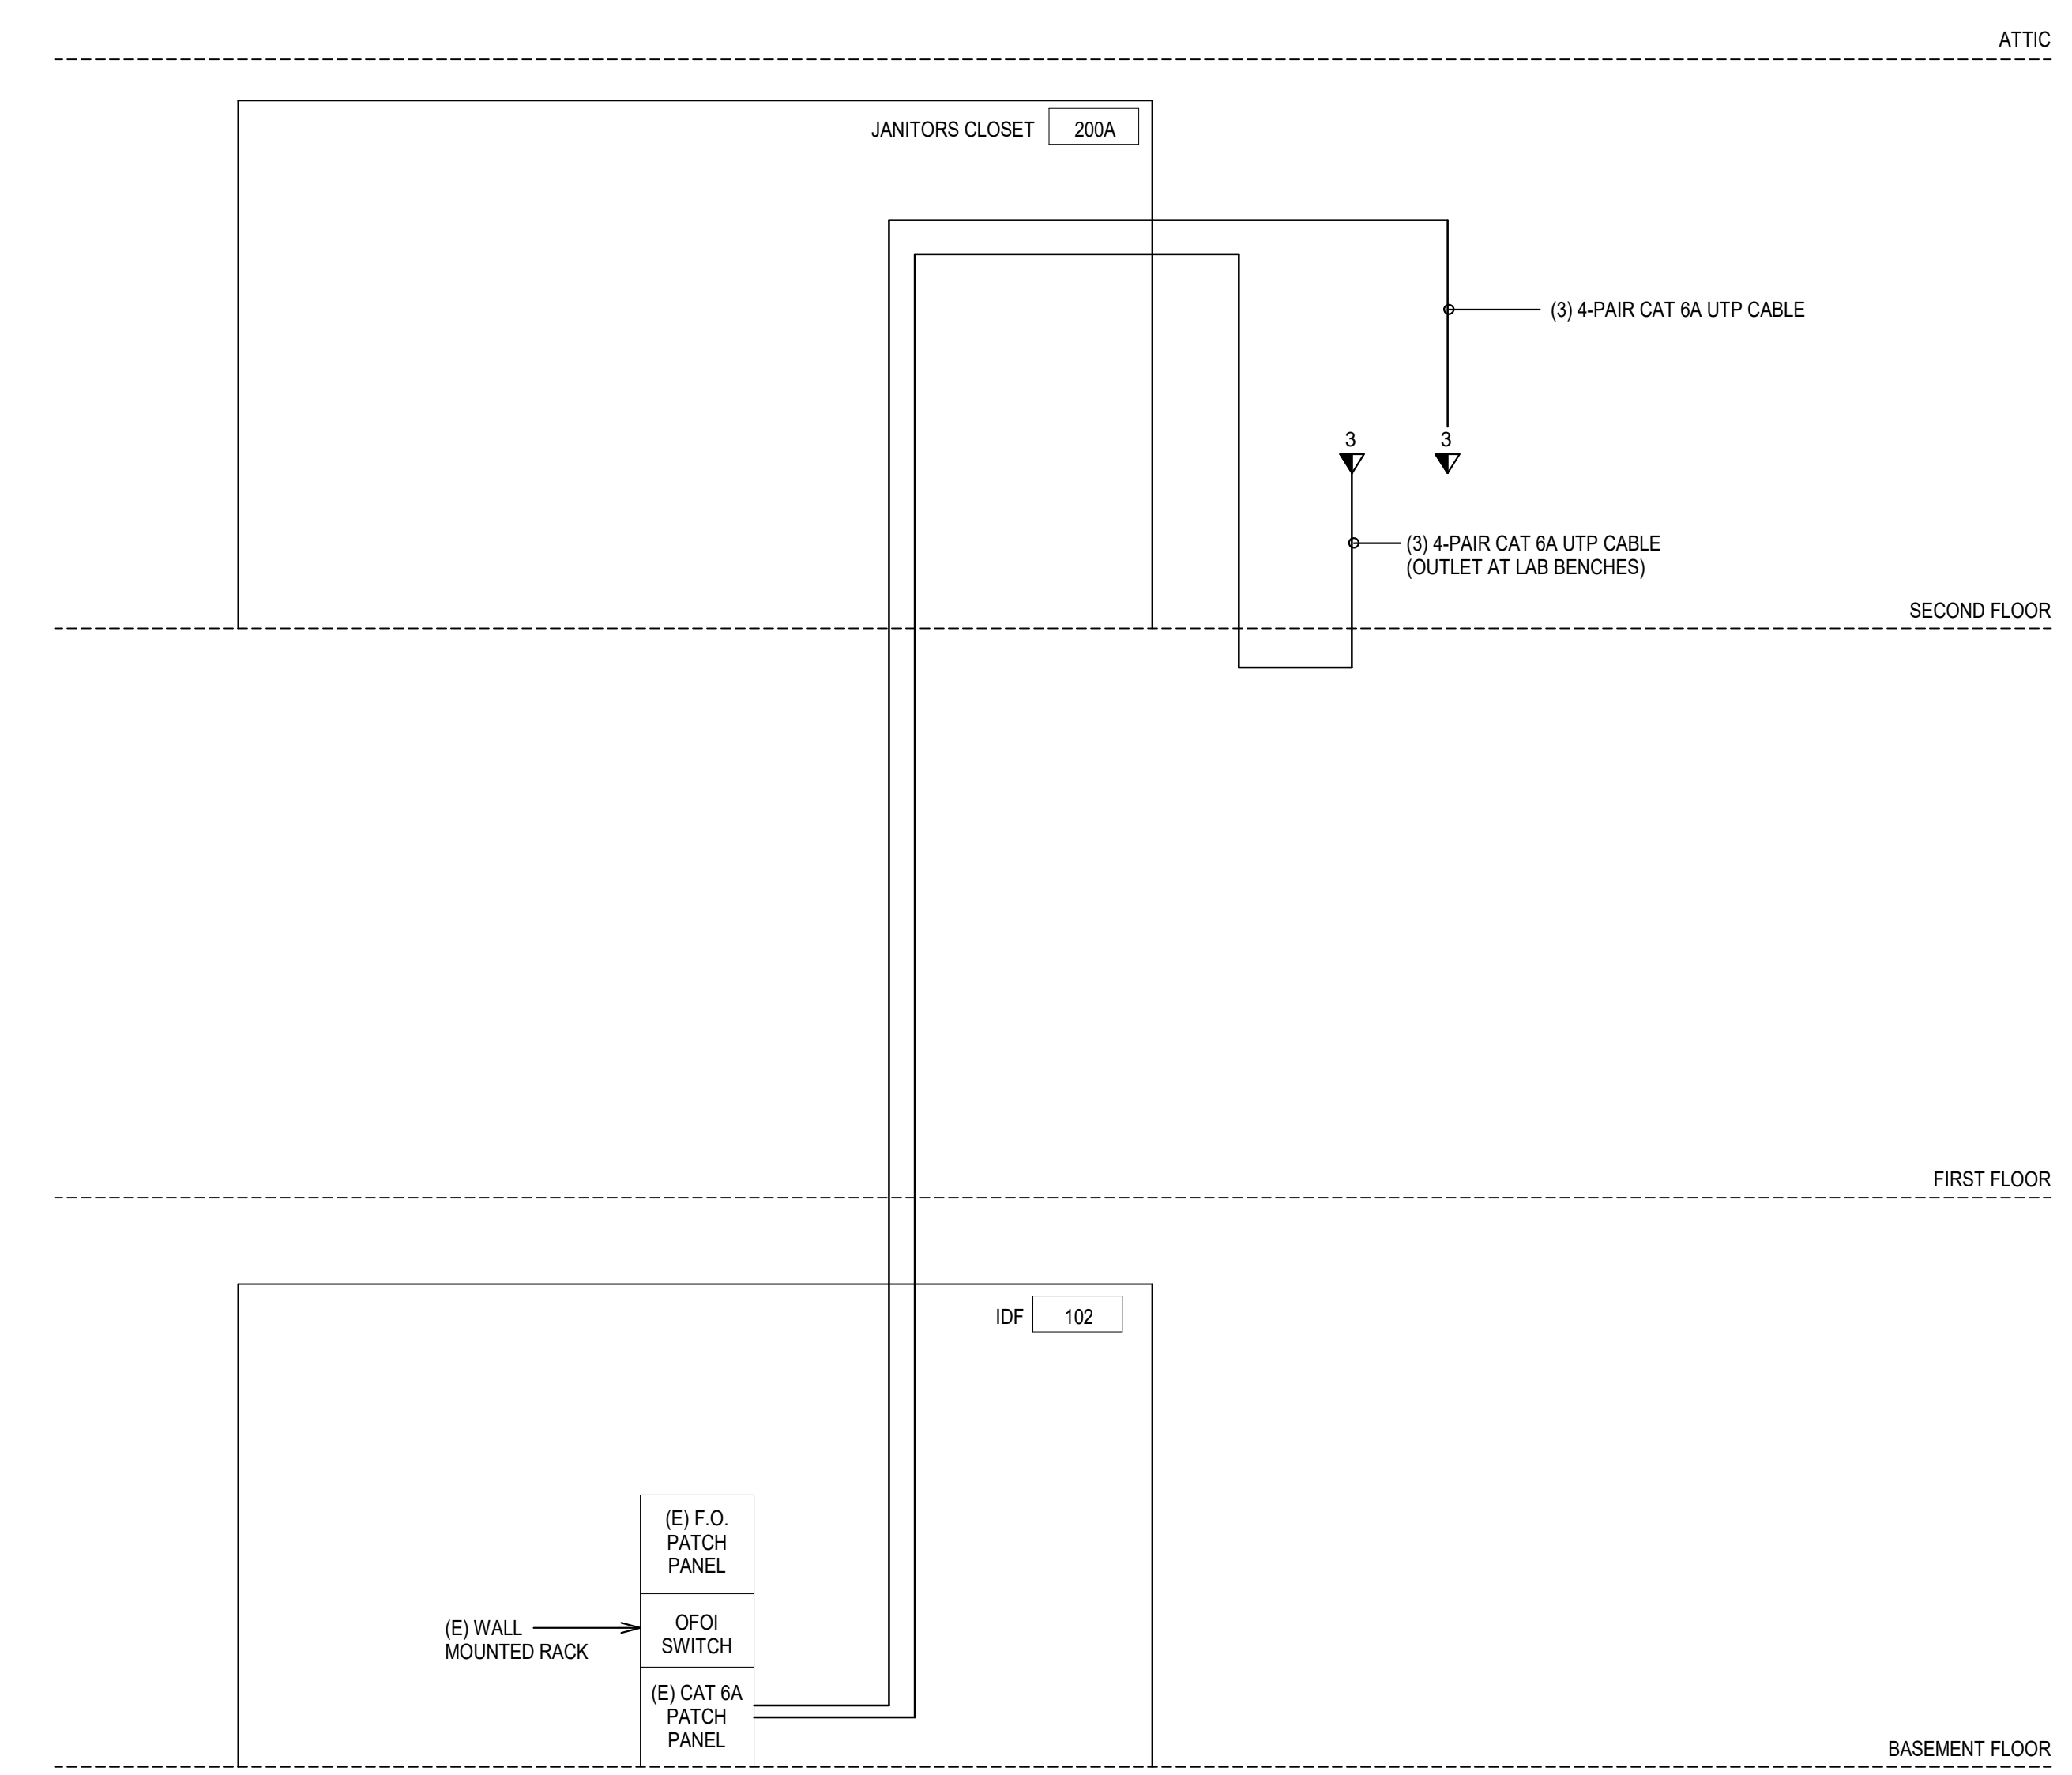 ATTIC
JANITORS CLOSET 200A
(3) 4-PAIR CAT 6A UTP CABLE
3 3
(3) 4-PAIR CAT 6A UTP CABLE
(OUTLET AT LAB BENCHES)
SECOND FLOOR
FIRST FLOOR
IDF 102
(E) F.O.
PATCH
PANEL
(E) WALL
MOUNTED RACK
OFOI
SWITCH
(E) CAT 6A
PATCH
PANEL
BASEMENT FLOOR